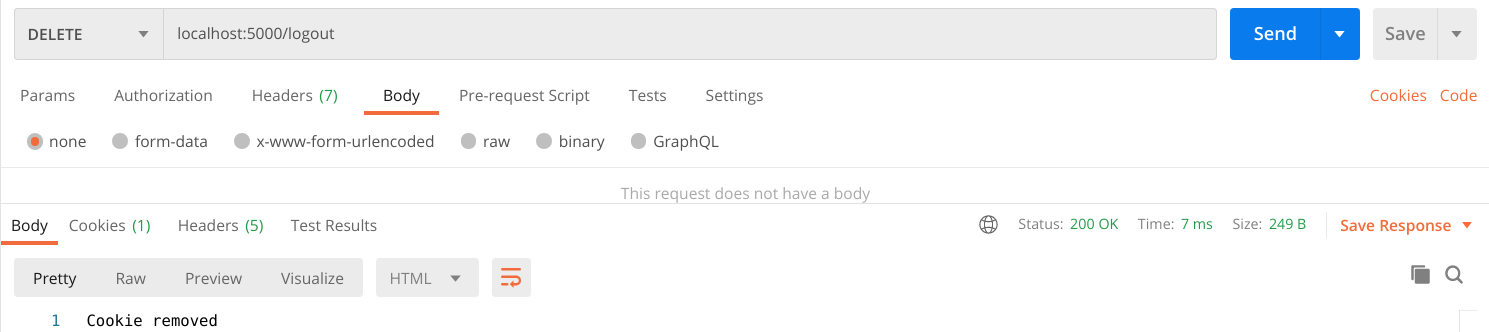 DELETE localhost:5000/logout Send Save
Params Authorization Headers (7) Body Pre-request Script Tests Settings Cookies Code
none form-data x-www-form-urlencoded raw binary GraphQL
This request does not have a body
Body Cookies (1) Headers (5) Test Results Status: 200 OK Time: 7 ms Size: 249 B Save Response
Pretty Raw Preview Visualize HTML
1 Cookie removed